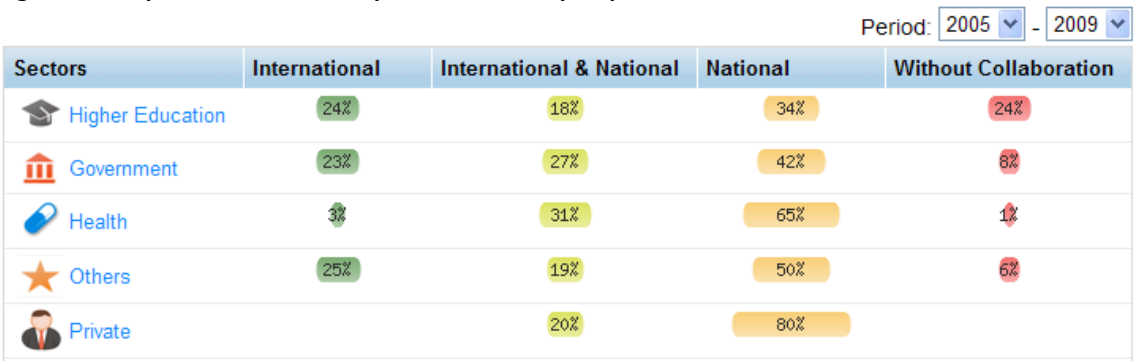 Period: 2005 - 2009
Sectors International International & National National Without Collaboration
Higher Education 24% 18% 34% 24%
Government 23% 27% 42% 8%
Health 3% 31% 65% 1%
Others 25% 19% 50% 6%
Private 20% 80%